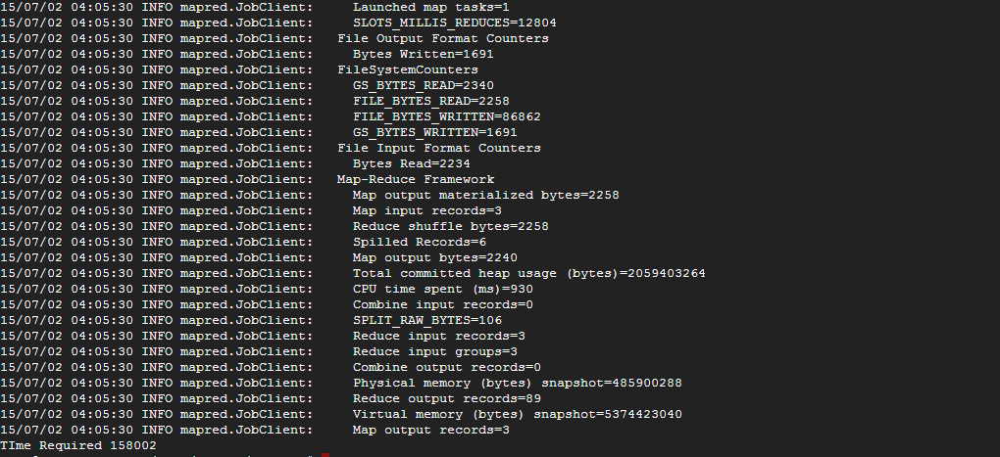 15/07/02 04:05:30 INFO mapred.JobClient:     Launched map tasks=1
15/07/02 04:05:30 INFO mapred.JobClient:     SLOTS_MILLIS_REDUCES=12804
15/07/02 04:05:30 INFO mapred.JobClient:   File Output Format Counters
15/07/02 04:05:30 INFO mapred.JobClient:     Bytes Written=1691
15/07/02 04:05:30 INFO mapred.JobClient:   FileSystemCounters
15/07/02 04:05:30 INFO mapred.JobClient:     GS_BYTES_READ=2340
15/07/02 04:05:30 INFO mapred.JobClient:     FILE_BYTES_READ=2258
15/07/02 04:05:30 INFO mapred.JobClient:     FILE_BYTES_WRITTEN=86862
15/07/02 04:05:30 INFO mapred.JobClient:     GS_BYTES_WRITTEN=1691
15/07/02 04:05:30 INFO mapred.JobClient:   File Input Format Counters
15/07/02 04:05:30 INFO mapred.JobClient:     Bytes Read=2234
15/07/02 04:05:30 INFO mapred.JobClient:   Map-Reduce Framework
15/07/02 04:05:30 INFO mapred.JobClient:     Map output materialized bytes=2258
15/07/02 04:05:30 INFO mapred.JobClient:     Map input records=3
15/07/02 04:05:30 INFO mapred.JobClient:     Reduce shuffle bytes=2258
15/07/02 04:05:30 INFO mapred.JobClient:     Spilled Records=6
15/07/02 04:05:30 INFO mapred.JobClient:     Map output bytes=2240
15/07/02 04:05:30 INFO mapred.JobClient:     Total committed heap usage (bytes)=2059403264
15/07/02 04:05:30 INFO mapred.JobClient:     CPU time spent (ms)=930
15/07/02 04:05:30 INFO mapred.JobClient:     Combine input records=0
15/07/02 04:05:30 INFO mapred.JobClient:     SPLIT_RAW_BYTES=106
15/07/02 04:05:30 INFO mapred.JobClient:     Reduce input records=3
15/07/02 04:05:30 INFO mapred.JobClient:     Reduce input groups=3
15/07/02 04:05:30 INFO mapred.JobClient:     Combine output records=0
15/07/02 04:05:30 INFO mapred.JobClient:     Physical memory (bytes) snapshot=485900288
15/07/02 04:05:30 INFO mapred.JobClient:     Reduce output records=89
15/07/02 04:05:30 INFO mapred.JobClient:     Virtual memory (bytes) snapshot=5374423040
15/07/02 04:05:30 INFO mapred.JobClient:     Map output records=3
TIme Required 158002